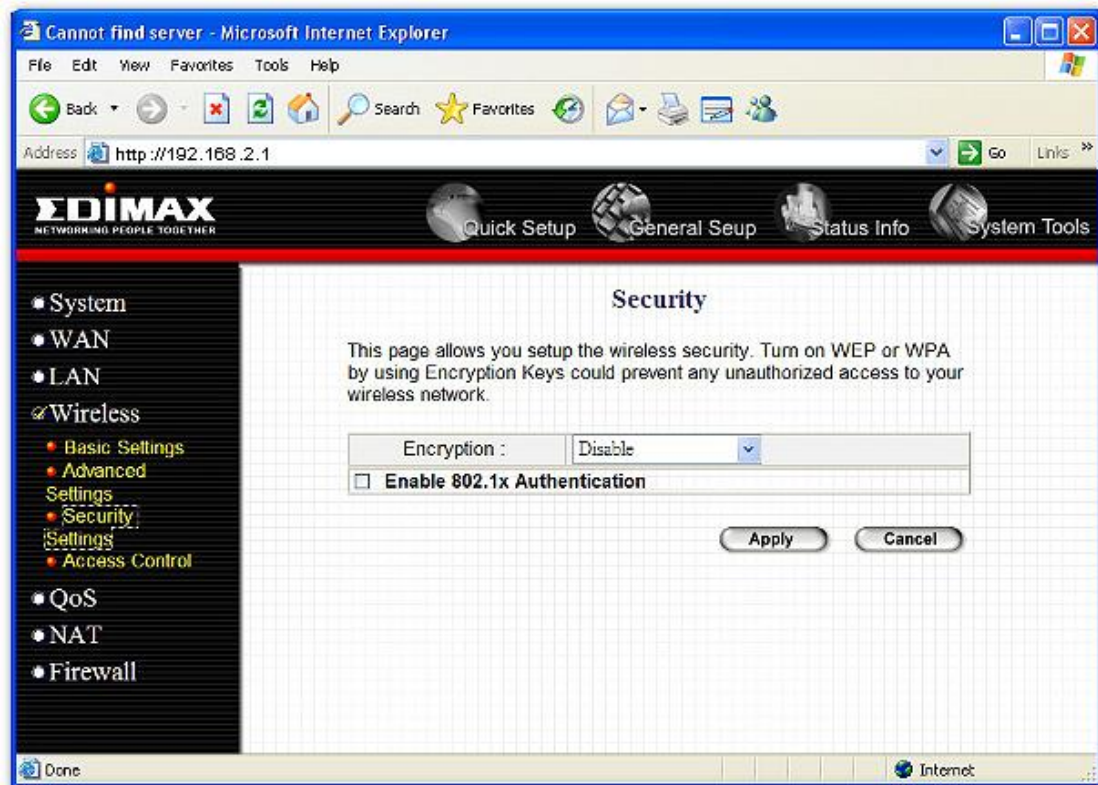 Cannot find server - Microsoft Internet Explorer
File Edit View Favorites Tools Help
Back Search Favorites
Address http://192.168.2.1 Go Links »
EDIMAX
NETWORKING PEOPLE TOGETHER
Quick Setup General Seup Status Info System Tools
System
WAN
LAN
Wireless
Basic Settings
Advanced
Settings
Security
Settings
Access Control
QoS
NAT
Firewall
Security
This page allows you setup the wireless security. Turn on WEP or WPA
by using Encryption Keys could prevent any unauthorized access to your
wireless network.
Encryption : Disable
Enable 802.1x Authentication
Apply Cancel
Done Internet